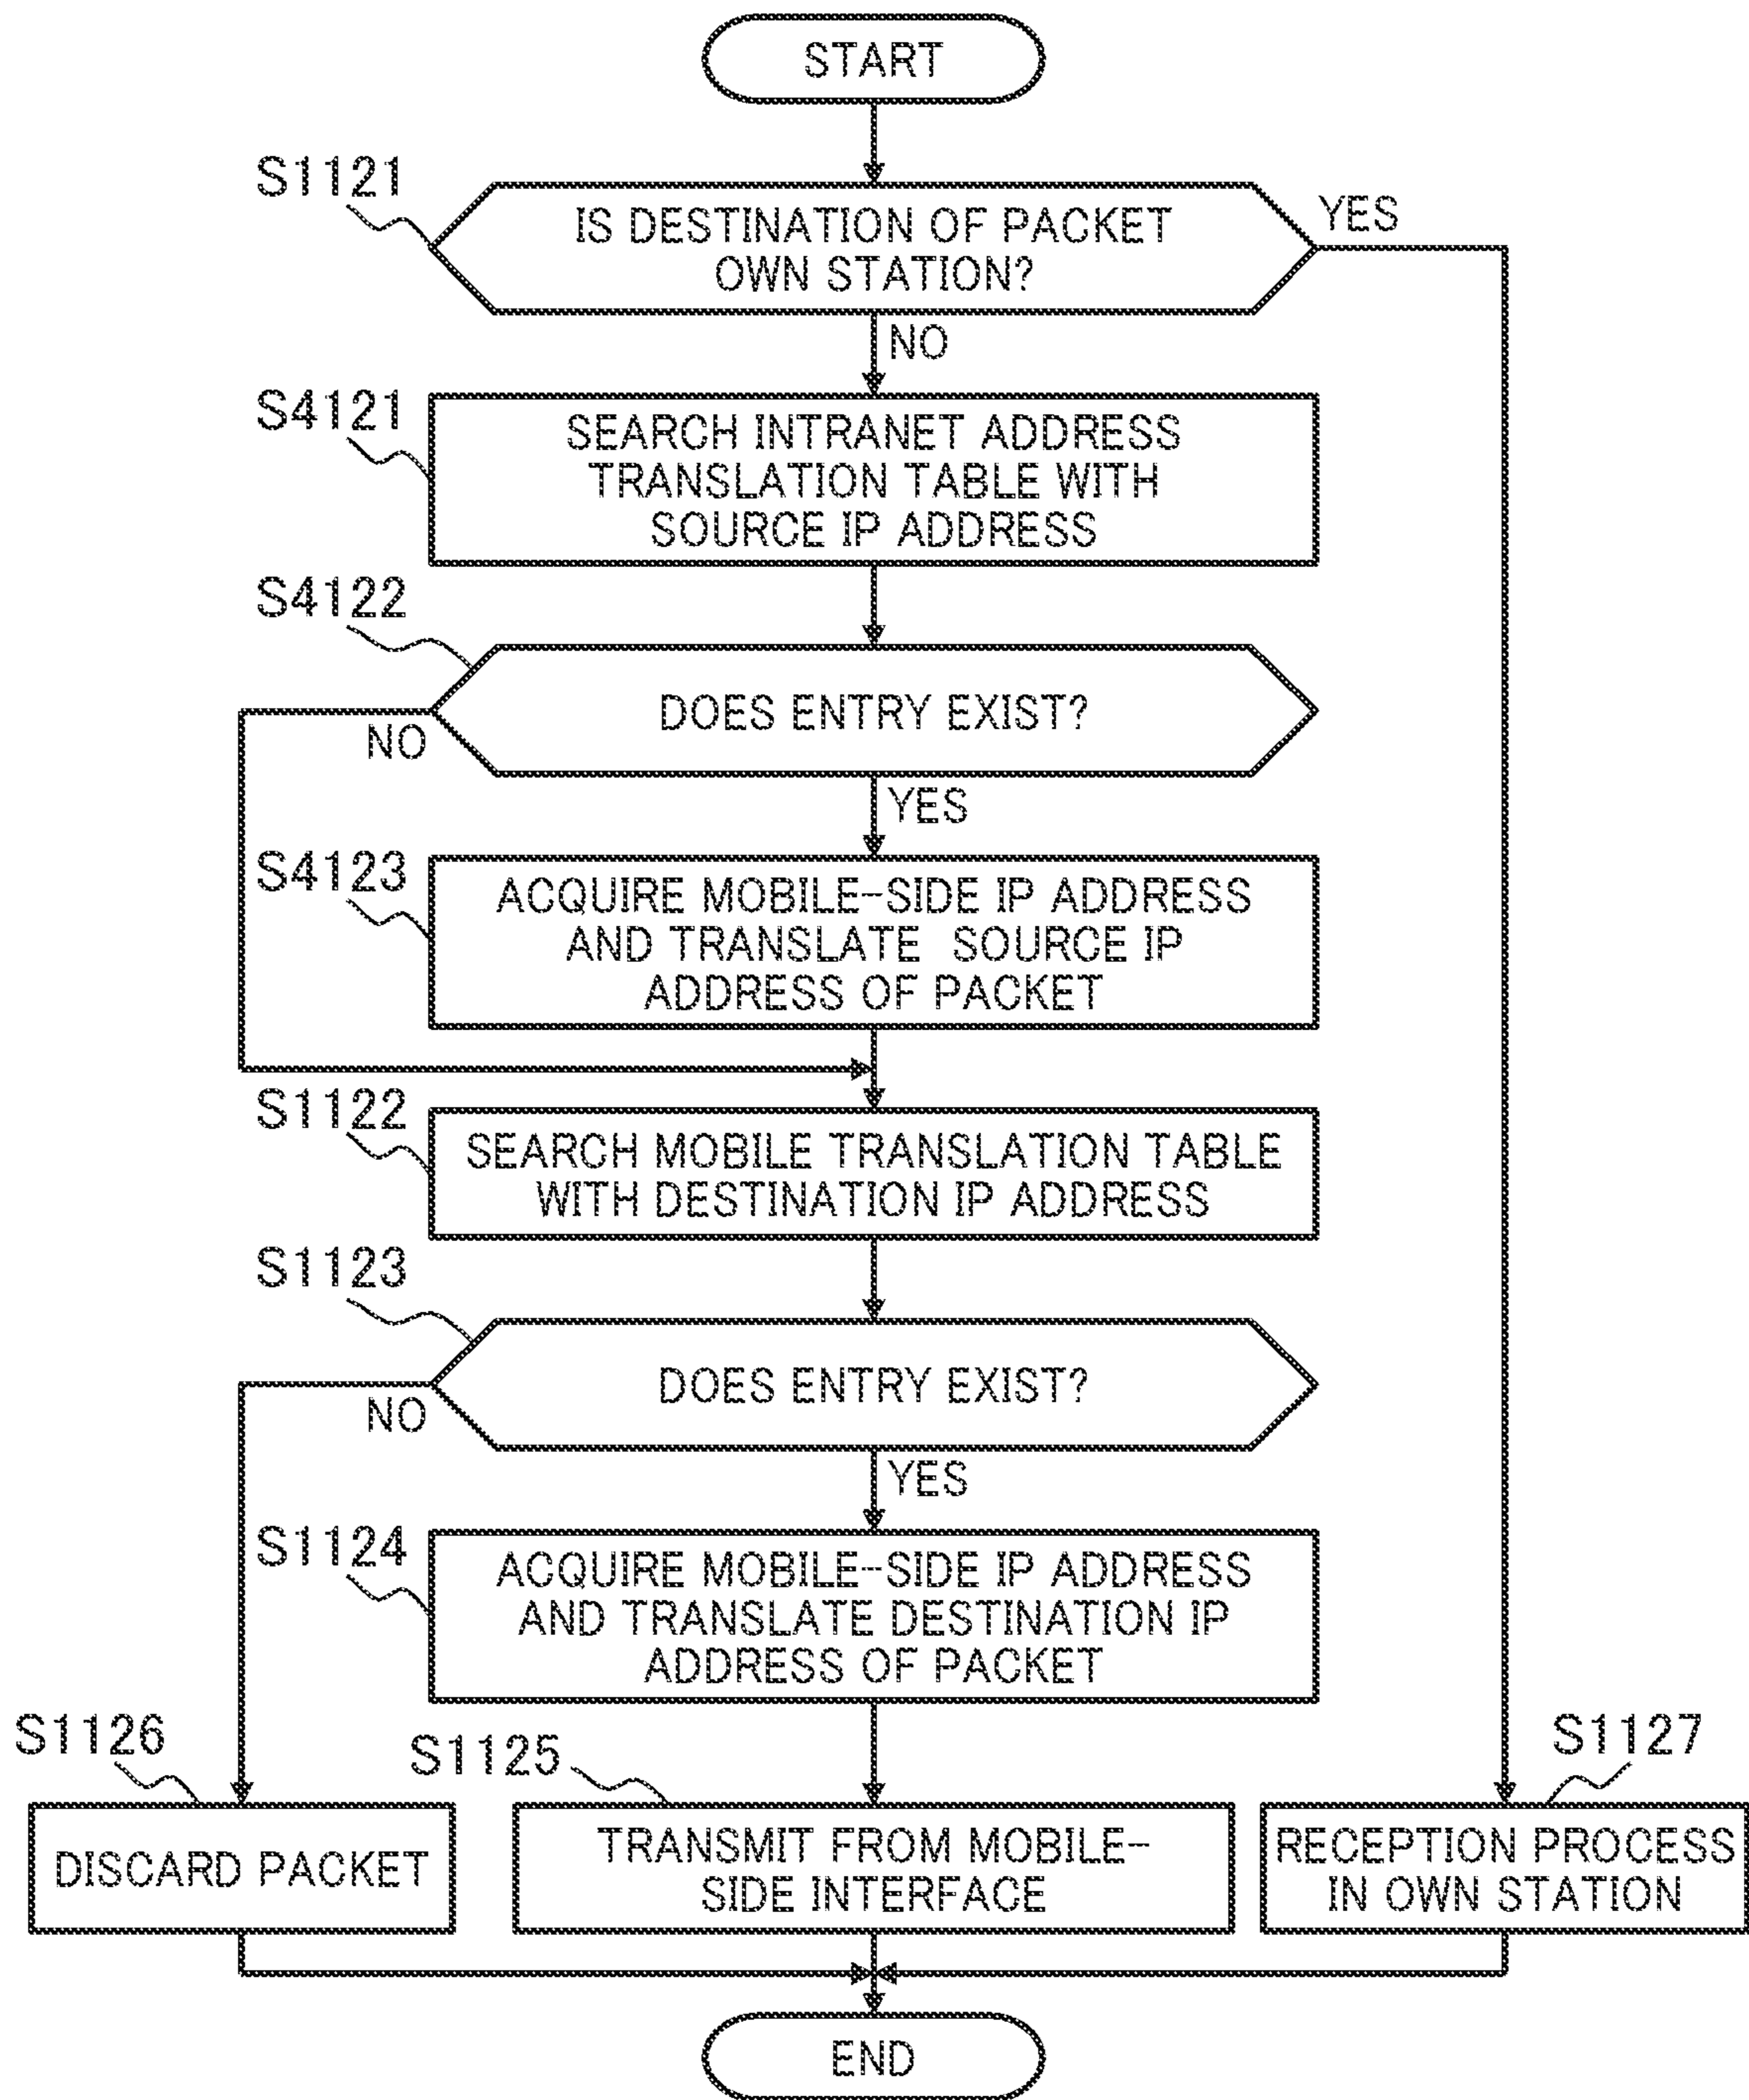 START
S1121
IS DESTINATION OF PACKET
OWN STATION?
YES
NO
S4121
SEARCH INTRANET ADDRESS
TRANSLATION TABLE WITH
SOURCE IP ADDRESS
S4122
DOES ENTRY EXIST?
NO
YES
S4123
ACQUIRE MOBILE-SIDE IP ADDRESS
AND TRANSLATE SOURCE IP
ADDRESS OF PACKET
S1122
SEARCH MOBILE TRANSLATION TABLE
WITH DESTINATION IP ADDRESS
S1123
DOES ENTRY EXIST?
NO
YES
S1124
ACQUIRE MOBILE-SIDE IP ADDRESS
AND TRANSLATE DESTINATION IP
ADDRESS OF PACKET
S1126
DISCARD PACKET
S1125
TRANSMIT FROM MOBILE-
SIDE INTERFACE
S1127
RECEPTION PROCESS
IN OWN STATION
END